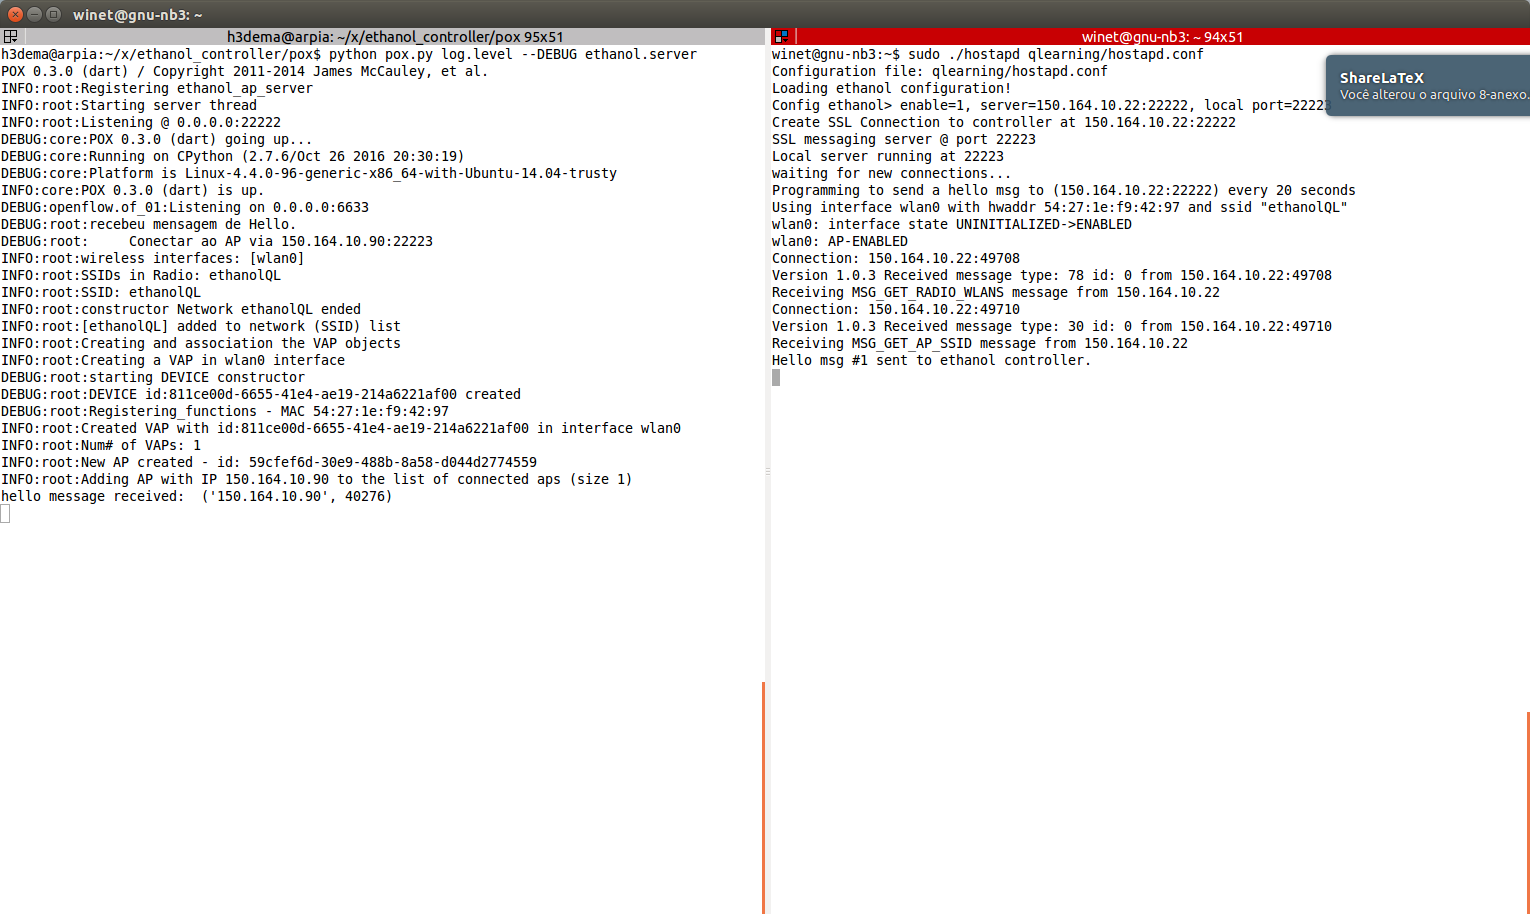 winet@gnu-nb3: ~
h3dema@arpia: ~/x/ethanol_controller/pox 95x51
h3dema@arpia:~/x/ethanol_controller/pox$ python pox.py log.level --DEBUG ethanol.server
POX 0.3.0 (dart) / Copyright 2011-2014 James McCauley, et al.
INFO:root:Registering ethanol_ap_server
INFO:root:Starting server thread
INFO:root:Listening @ 0.0.0.0:22222
DEBUG:core:POX 0.3.0 (dart) going up...
DEBUG:core:Running on CPython (2.7.6/Oct 26 2016 20:30:19)
DEBUG:core:Platform is Linux-4.4.0-96-generic-x86_64-with-Ubuntu-14.04-trusty
INFO:core:POX 0.3.0 (dart) is up.
DEBUG:openflow.of_01:Listening on 0.0.0.0:6633
DEBUG:root:recebeu mensagem de Hello.
DEBUG:root:     Conectar ao AP via 150.164.10.90:22223
INFO:root:wireless interfaces: [wlan0]
INFO:root:SSIDs in Radio: ethanolQL
INFO:root:SSID: ethanolQL
INFO:root:constructor Network ethanolQL ended
INFO:root:[ethanolQL] added to network (SSID) list
INFO:root:Creating and association the VAP objects
INFO:root:Creating a VAP in wlan0 interface
DEBUG:root:starting DEVICE constructor
DEBUG:root:DEVICE id:811ce00d-6655-41e4-ae19-214a6221af00 created
DEBUG:root:Registering_functions - MAC 54:27:1e:f9:42:97
INFO:root:Created VAP with id:811ce00d-6655-41e4-ae19-214a6221af00 in interface wlan0
INFO:root:Num# of VAPs: 1
INFO:root:New AP created - id: 59cfef6d-30e9-488b-8a58-d044d2774559
INFO:root:Adding AP with IP 150.164.10.90 to the list of connected aps (size 1)
hello message received:  ('150.164.10.90', 40276)
winet@gnu-nb3: ~ 94x51
winet@gnu-nb3:~$ sudo ./hostapd qlearning/hostapd.conf
Configuration file: qlearning/hostapd.conf
Loading ethanol configuration!
Config ethanol> enable=1, server=150.164.10.22:22222, local port=22223
Create SSL Connection to controller at 150.164.10.22:22222
SSL messaging server @ port 22223
Local server running at 22223
waiting for new connections...
Programming to send a hello msg to (150.164.10.22:22222) every 20 seconds
Using interface wlan0 with hwaddr 54:27:1e:f9:42:97 and ssid "ethanolQL"
wlan0: interface state UNINITIALIZED->ENABLED
wlan0: AP-ENABLED
Connection: 150.164.10.22:49708
Version 1.0.3 Received message type: 78 id: 0 from 150.164.10.22:49708
Receiving MSG_GET_RADIO_WLANS message from 150.164.10.22
Connection: 150.164.10.22:49710
Version 1.0.3 Received message type: 30 id: 0 from 150.164.10.22:49710
Receiving MSG_GET_AP_SSID message from 150.164.10.22
Hello msg #1 sent to ethanol controller.
ShareLaTeX
Você alterou o arquivo 8-anexo.